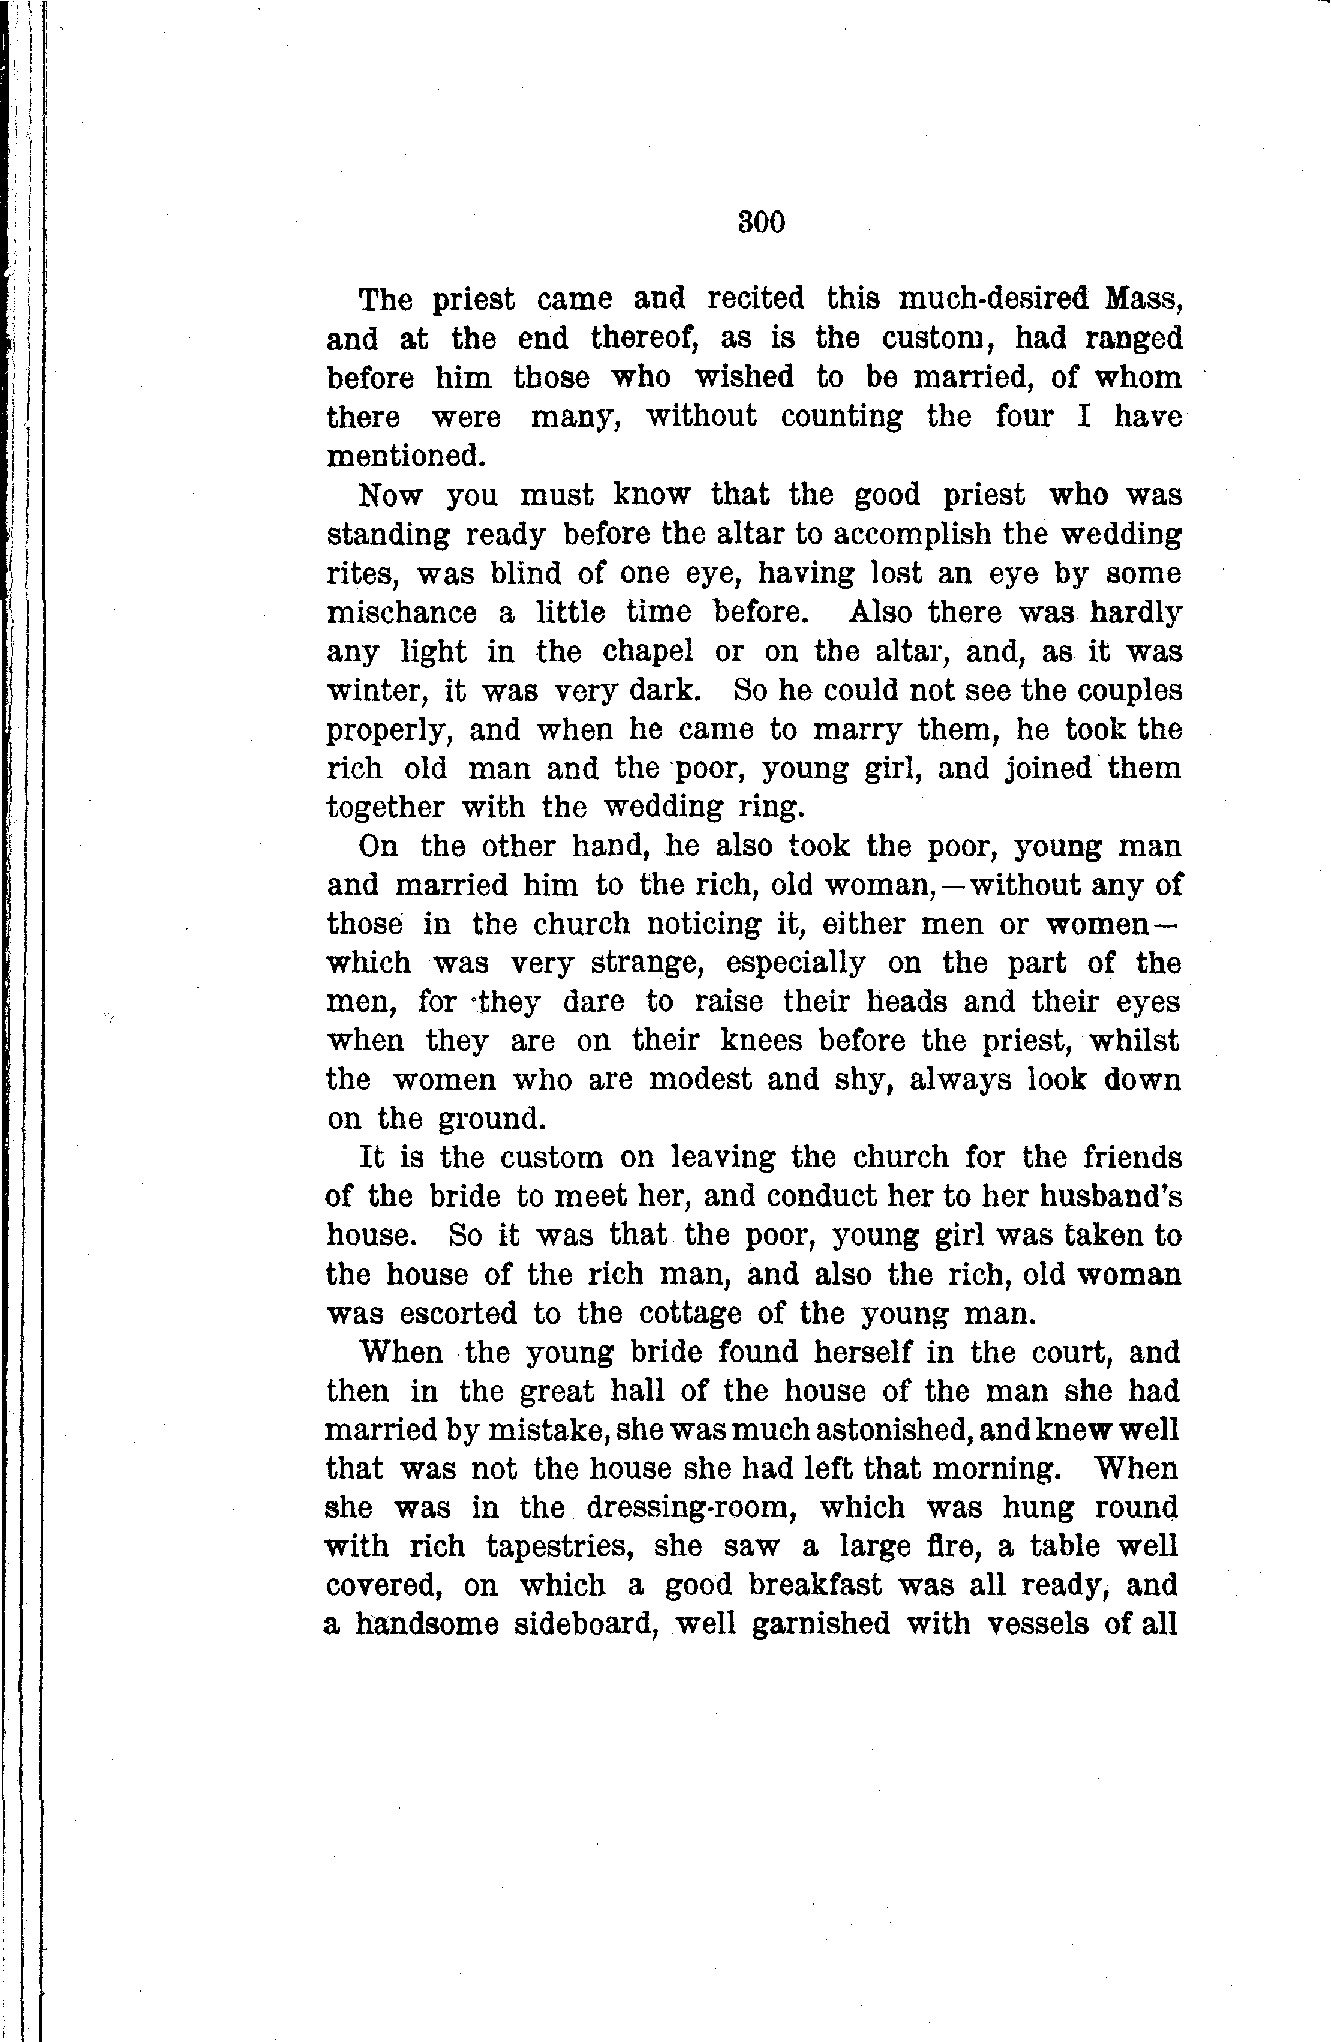 300
The priest came and recited this much-desired Mass,
and at the end thereof, as is the custom, had ranged
before him those who wished to be married, of whom
there were many, without counting the four I have
mentioned.
Now you must know that the good priest who was
standing ready before the altar to accomplish the wedding
rites, was blind of one eye, having lost an eye by some
mischance a little time before. Also there was hardly
any light in the chapel or on the altar, and, as it was
winter, it was very dark. So he could not see the couples
properly, and when he came to marry them, he took the
rich old man and the poor, young girl, and joined them
together with the wedding ring.
On the other hand, he also took the poor, young man
and married him to the rich, old woman,—without any of
those in the church noticing it, either men or women—
which was very strange, especially on the part of the
men, for they dare to raise their heads and their eyes
when they are on their knees before the priest, whilst
the women who are modest and shy, always look down
on the ground.
It is the custom on leaving the church for the friends
of the bride to meet her, and conduct her to her husband's
house. So it was that the poor, young girl was taken to
the house of the rich man, and also the rich, old woman
was escorted to the cottage of the young man.
When the young bride found herself in the court, and
then in the great hall of the house of the man she had
married by mistake, she was much astonished, and knew well
that was not the house she had left that morning. When
she was in the dressing-room, which was hung round
with rich tapestries, she saw a large fire, a table well
covered, on which a good breakfast was all ready, and
a handsome sideboard, well garnished with vessels of all